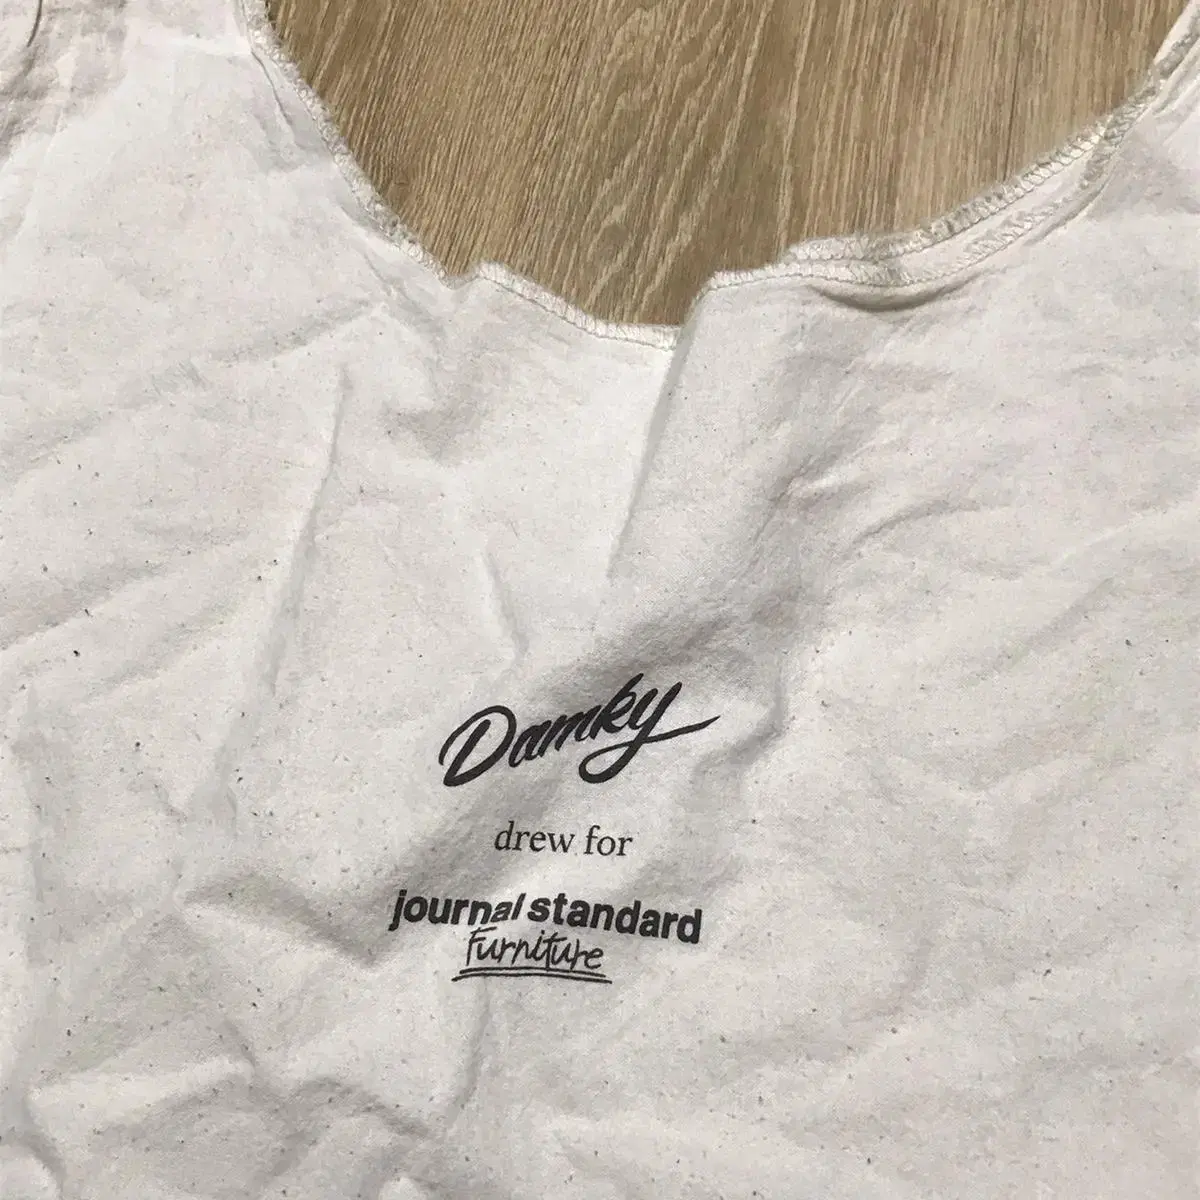 Damky
drew for
journal standard
Furniture